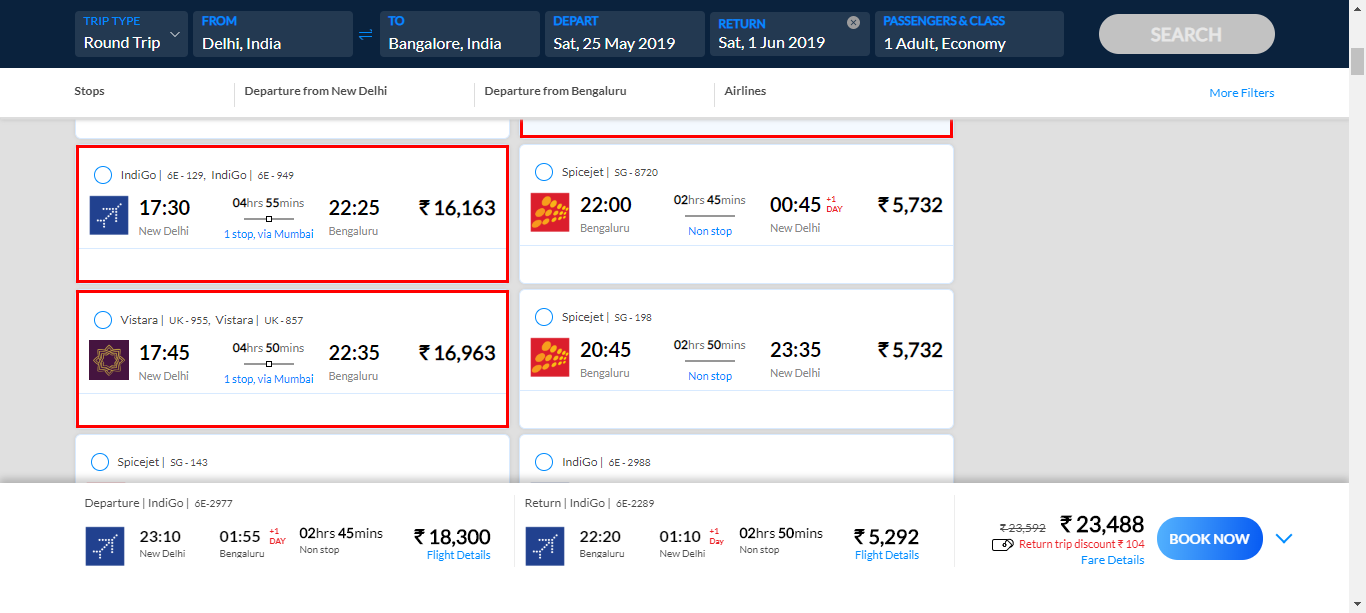 TRIP TYPE
Round Trip
FROM
Delhi, India
TO
Bangalore, India
DEPART
Sat, 25 May 2019
RETURN
Sat, 1 Jun 2019
PASSENGERS & CLASS
1 Adult, Economy
SEARCH
Stops
Departure from New Delhi
Departure from Bengaluru
Airlines
More Filters
IndiGo | 6E - 129, IndiGo | 6E - 949
17:30
New Delhi
04hrs 55mins
1 stop, via Mumbai
22:25
Bengaluru
₹ 16,163
Spicejet | SG - 8720
22:00
Bengaluru
02hrs 45mins
Non stop
00:45 +1 DAY
New Delhi
₹ 5,732
Vistara | UK - 955, Vistara | UK - 857
17:45
New Delhi
04hrs 50mins
1 stop, via Mumbai
22:35
Bengaluru
₹ 16,963
Spicejet | SG - 198
20:45
Bengaluru
02hrs 50mins
Non stop
23:35
New Delhi
₹ 5,732
Spicejet | SG - 143
IndiGo | 6E - 2988
Departure | IndiGo | 6E-2977
23:10
New Delhi
01:55 +1 DAY
Bengaluru
02hrs 45mins
Non stop
₹ 18,300
Flight Details
Return | IndiGo | 6E-2289
22:20
Bengaluru
01:10 +1 Day
New Delhi
02hrs 50mins
Non stop
₹ 5,292
Flight Details
₹ 23,592 ₹ 23,488
Return trip discount ₹ 104
Fare Details
BOOK NOW